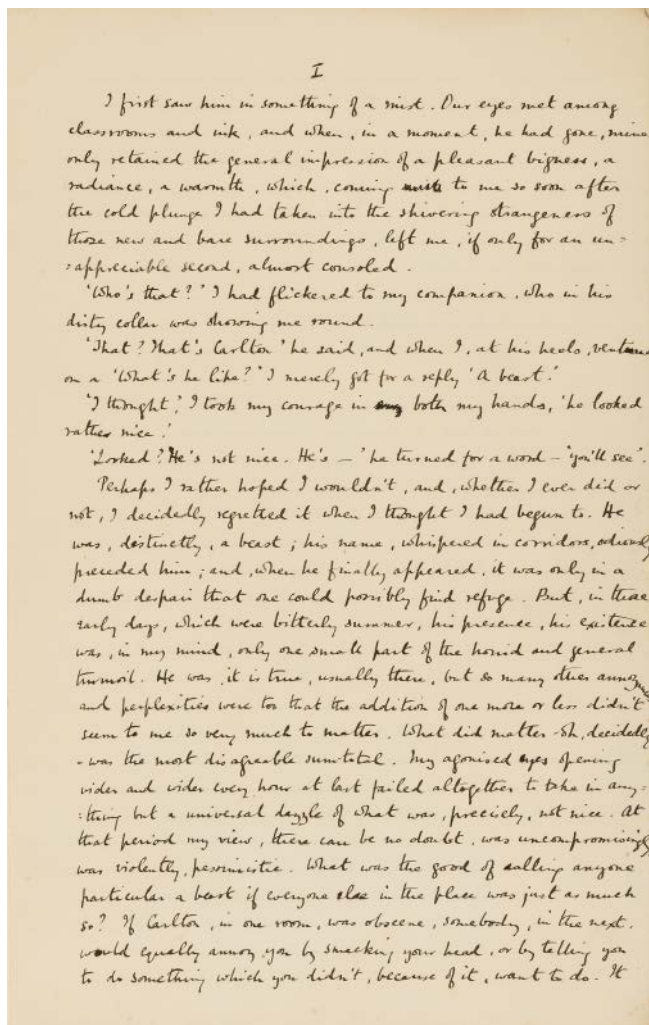 I
I first saw him in something of a mist. Our eyes met among
classrooms and ink, and when, in a moment, he had gone, mine
only retained the general impression of a pleasant bigness, a
radiance, a warmth, which, coming to me so soon after
the cold plunge I had taken into the shivering strangeness of
those new and bare surroundings, left me, if only for an un=
=appreciable second, almost consoled.
'Who's that?' I had flickered to my companion, who in his
dirty collar was showing me round.
'That? That's Carlton' he said, and when I, at his heels, ventured
on a 'What's he like?' I merely got for a reply 'A beast.'
'I thought', I took my courage in both my hands, 'he looked
rather nice.'
'Looked? He's not nice. He's — ' he turned for a word — 'you'll see'.
Perhaps I rather hoped I wouldn't, and, whether I ever did or
not, I decidedly regretted it when I thought I had begun to. He
was, distinctly, a beast; his name, whispered in corridors, odiously
preceded him; and, when he finally appeared, it was only in a
dumb despair that one could possibly find refuge. But, in those
early days, which were bitterly summer, his presence, his existence
was, in my mind, only one small part of the horrid and general
turmoil. He was, it is true, usually there, but so many other annoyances
and perplexities were too that the addition of one more or less didn't
seem to me so very much to matter. What did matter - oh, decidedly
- was the most disagreable sum-total. My agonised eyes opening
wider and wider every hour at last failed altogether to take in any=
=thing but a universal dazzle of what was, precisely, not nice. At
that period my view, there can be no doubt, was uncompromisingly
was violently, pessimistic. What was the good of calling anyone
particular a beast if everyone else in the place was just as much
so? If Carlton, in one room, was obscene, somebody, in the next,
would equally annoy you by smacking your head, or by telling you
to do something which you didn't, because of it, want to do. It